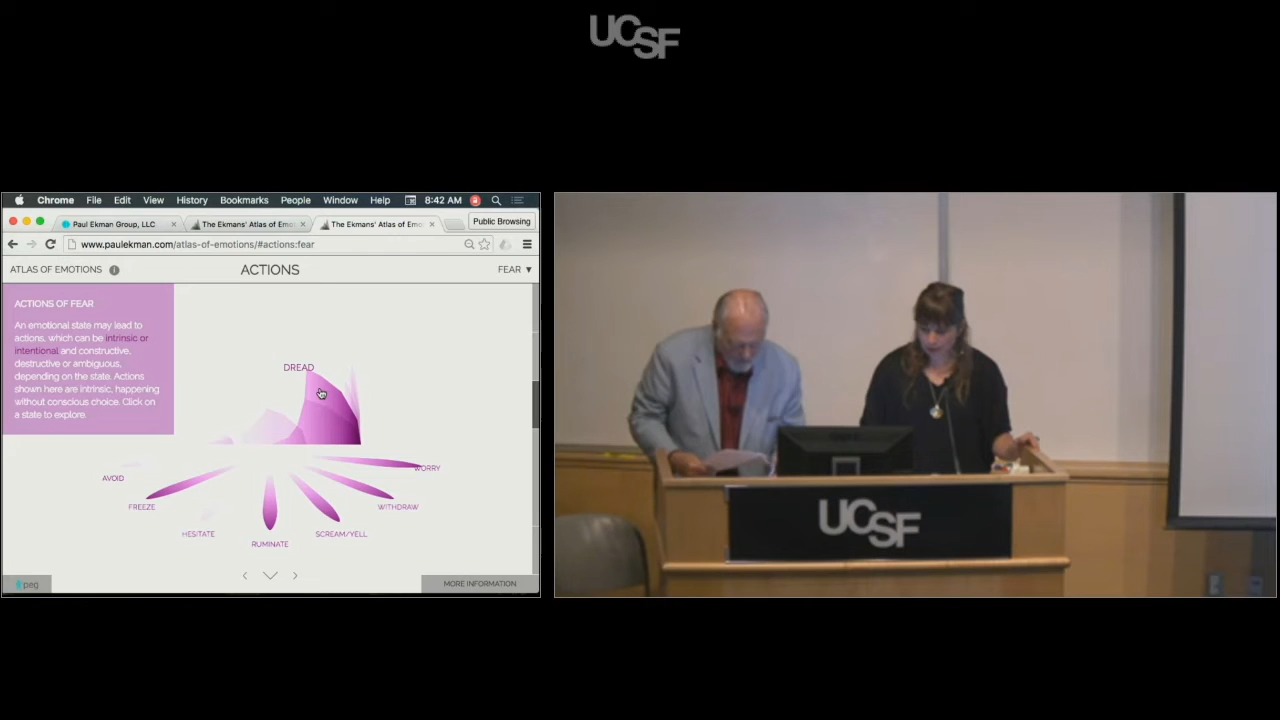 UCSF
Chrome File Edit View History Bookmarks People Window Help 8:42 AM
Paul Ekman Group, LLC × The Ekmans' Atlas of Emo × The Ekmans' Atlas of Emo × Public Browsing
www.paulekman.com/atlas-of-emotions/#actions:fear
ATLAS OF EMOTIONS i ACTIONS FEAR ▼
ACTIONS OF FEAR
An emotional state may lead to
actions, which can be intrinsic or
intentional and constructive,
destructive or ambiguous,
depending on the state. Actions
shown here are intrinsic, happening
without conscious choice. Click on
a state to explore.
DREAD
WORRY
AVOID
FREEZE
WITHDRAW
HESITATE
SCREAM/YELL
RUMINATE
peg
MORE INFORMATION
UCSF